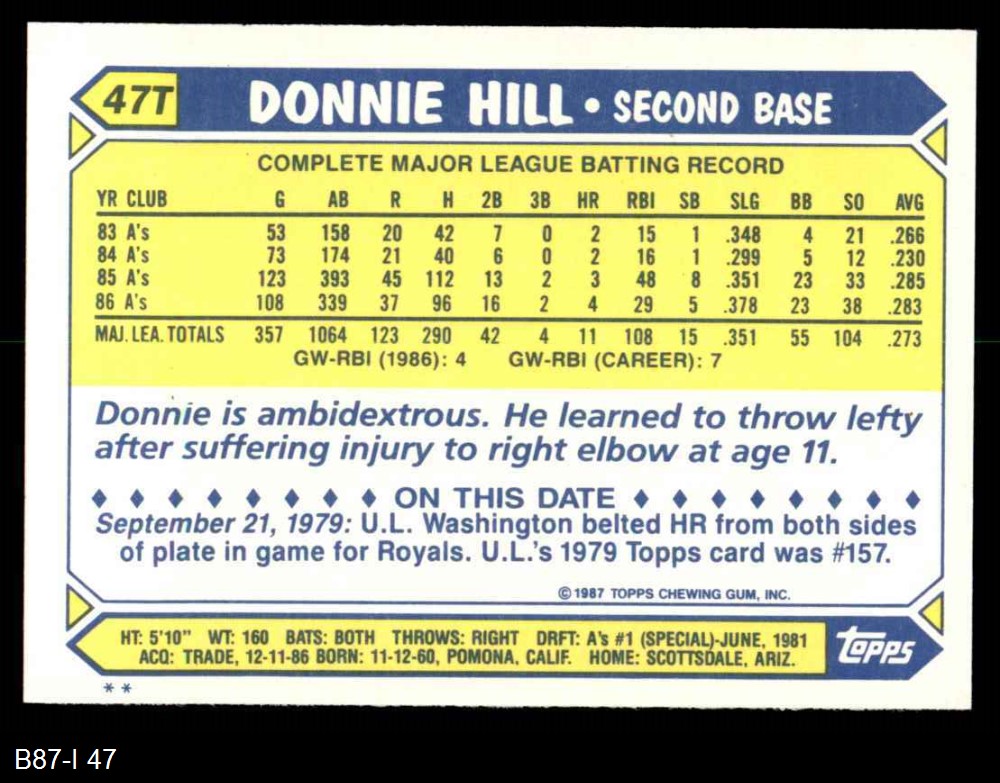 47T DONNIE HILL • SECOND BASE
COMPLETE MAJOR LEAGUE BATTING RECORD
YR CLUB G AB R H 2B 3B HR RBI SB SLG BB SO AVG
83 A's 53 158 20 42 7 0 2 15 1 .348 4 21 .266
84 A's 73 174 21 40 6 0 2 16 1 .299 5 12 .230
85 A's 123 393 45 112 13 2 3 48 8 .351 23 33 .285
86 A's 108 339 37 96 16 2 4 29 5 .378 23 38 .283
MAJ. LEA. TOTALS 357 1064 123 290 42 4 11 108 15 .351 55 104 .273
GW-RBI (1986): 4 GW-RBI (CAREER): 7
Donnie is ambidextrous. He learned to throw lefty
after suffering injury to right elbow at age 11.
♦ ♦ ♦ ♦ ♦ ♦ ♦ ♦ ON THIS DATE ♦ ♦ ♦ ♦ ♦ ♦ ♦ ♦
September 21, 1979: U.L. Washington belted HR from both sides
of plate in game for Royals. U.L.'s 1979 Topps card was #157.
© 1987 TOPPS CHEWING GUM, INC.
HT: 5'10" WT: 160 BATS: BOTH THROWS: RIGHT DRFT: A's #1 (SPECIAL)-JUNE, 1981
ACQ: TRADE, 12-11-86 BORN: 11-12-60, POMONA, CALIF. HOME: SCOTTSDALE, ARIZ.
topps
* *
B87-I 47